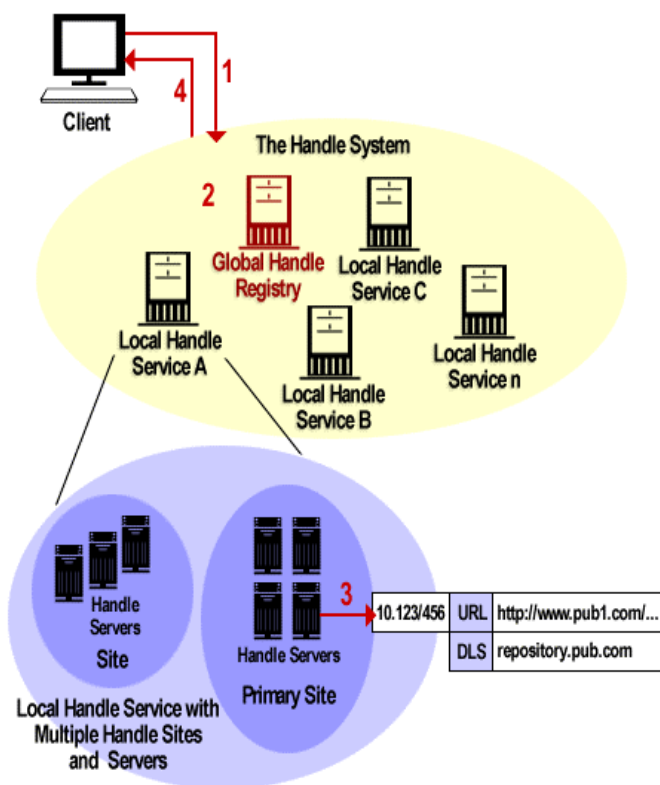 1
4
Client
The Handle System
2
Global Handle
Registry
Local Handle
Service C
Local Handle
Service A
Local Handle
Service B
Local Handle
Service n
Handle
Servers
Site
Handle Servers
Primary Site
3
10.123/456 URL http://www.pub1.com/...
DLS repository.pub.com
Local Handle Service with
Multiple Handle Sites
and Servers